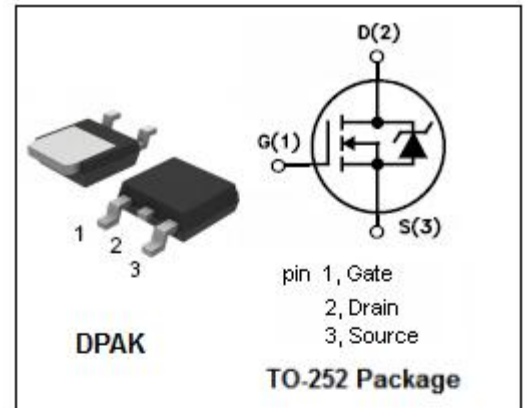 D(2)
G(1)
S(3)
1
2
3
pin 1, Gate
2, Drain
3, Source
DPAK
TO-252 Package